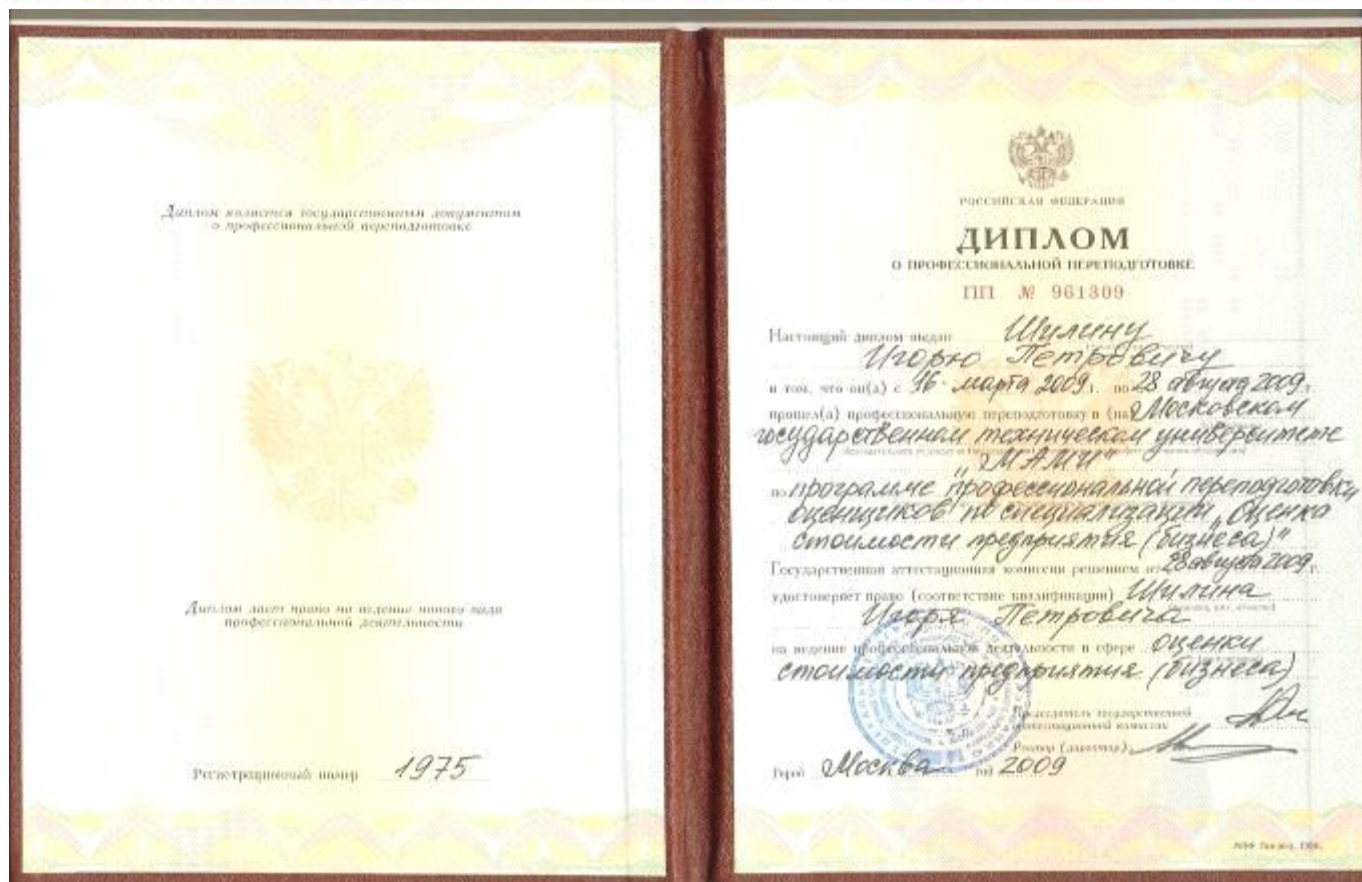 Диплом является государственным документом
о профессиональной переподготовке
Диплом дает право на ведение нового вида
профессиональной деятельности
Регистрационный номер 1975
РОССИЙСКАЯ ФЕДЕРАЦИЯ
ДИПЛОМ
О ПРОФЕССИОНАЛЬНОЙ ПЕРЕПОДГОТОВКЕ
ПП № 961309
Настоящий диплом выдан Шилину
Игорю Петровичу
в том, что он(а) с 16 марта 2009 г. по 28 августа 2009 г.
прошел(а) профессиональную переподготовку в (на) Московском
государственном техническом университете
"МАМИ"
по программе профессиональной переподготовки
оценщиков по специализации "Оценка
стоимости предприятия (бизнеса)"
Государственная аттестационная комиссия решением от 28 августа 2009 г.
удостоверяет право (соответствие квалификации) Шилина
(фамилия, имя, отчество)
Игоря Петровича
на ведение профессиональной деятельности в сфере оценки
стоимости предприятия (бизнеса)
Председатель государственной
аттестационной комиссии
Ректор (директор)
Город Москва год 2009